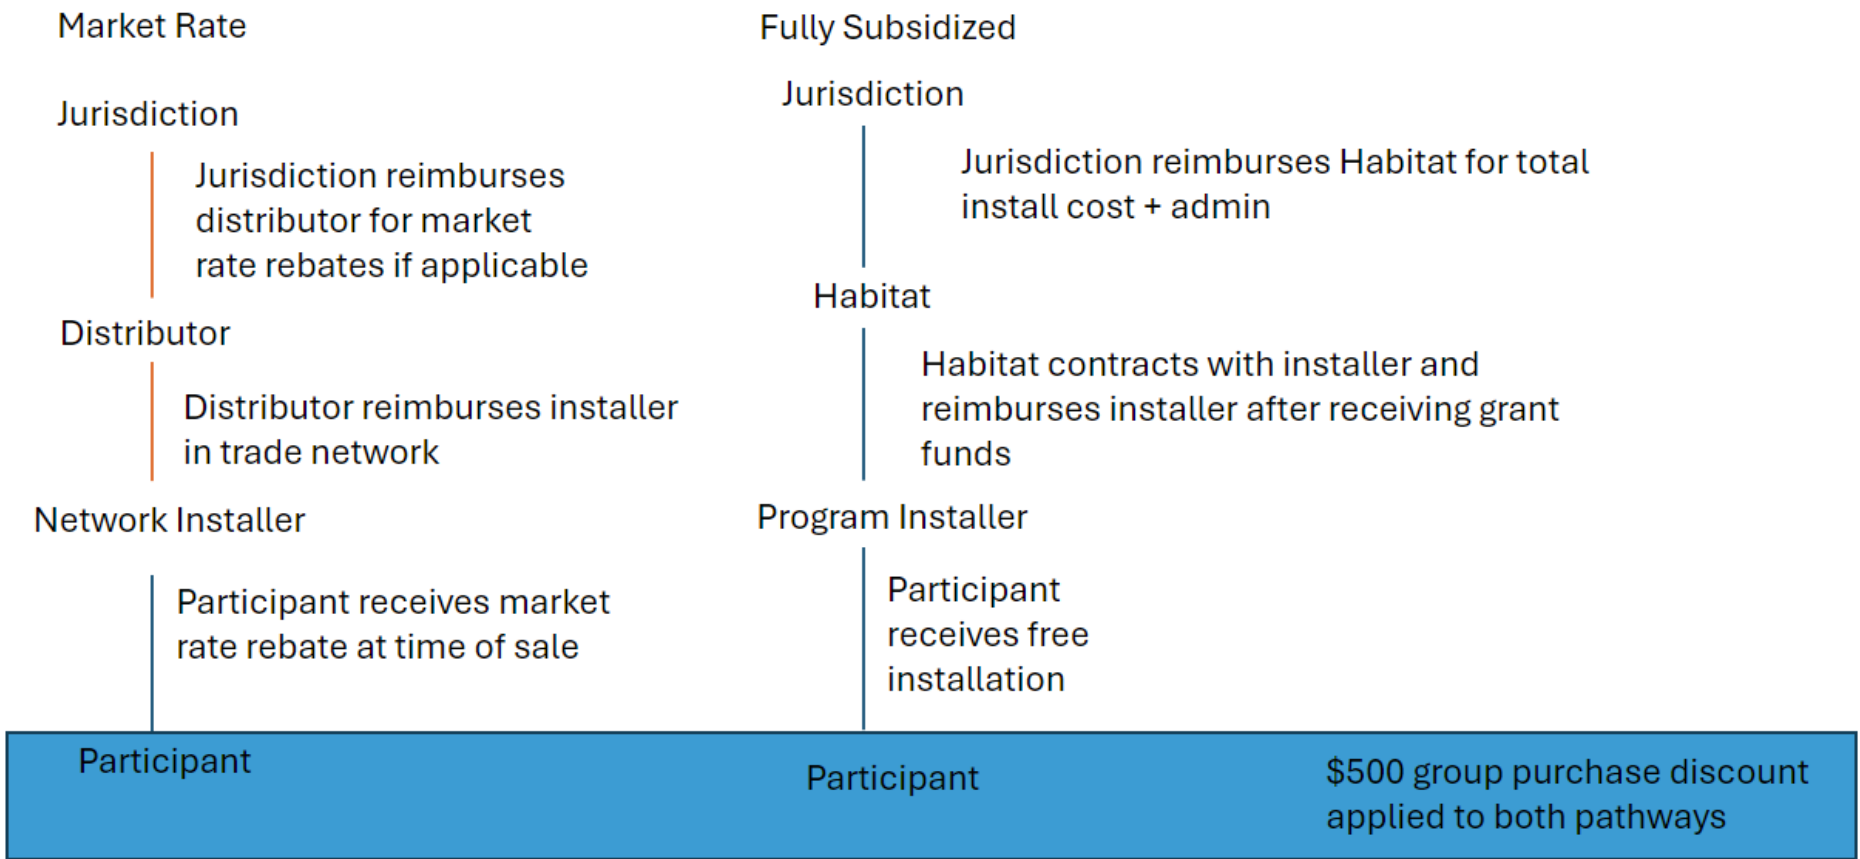 Market Rate
Jurisdiction
Jurisdiction reimburses
distributor for market
rate rebates if applicable
Distributor
Distributor reimburses installer
in trade network
Network Installer
Participant receives market
rate rebate at time of sale
Participant
Fully Subsidized
Jurisdiction
Jurisdiction reimburses Habitat for total
install cost + admin
Habitat
Habitat contracts with installer and
reimburses installer after receiving grant
funds
Program Installer
Participant
receives free
installation
Participant
$500 group purchase discount
applied to both pathways